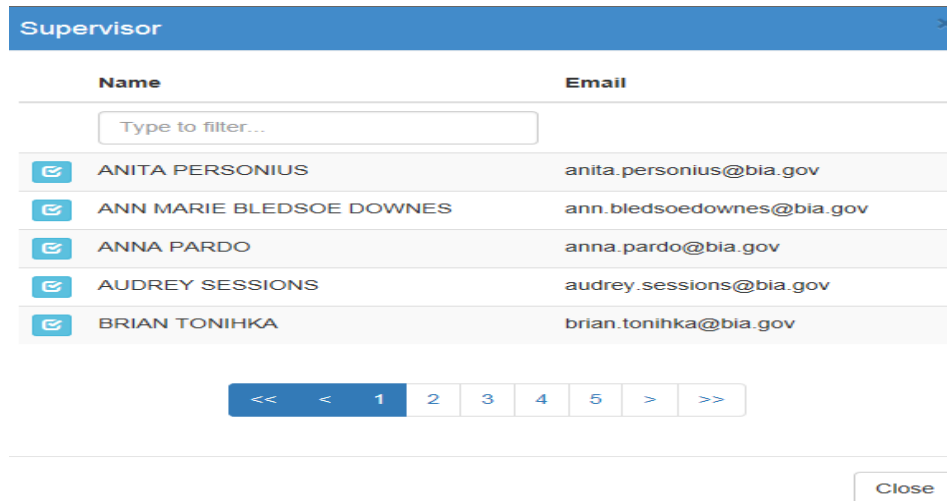 Supervisor ×
Name Email
Type to filter...
ANITA PERSONIUS anita.personius@bia.gov
ANN MARIE BLEDSOE DOWNES ann.bledsoedownes@bia.gov
ANNA PARDO anna.pardo@bia.gov
AUDREY SESSIONS audrey.sessions@bia.gov
BRIAN TONIHKA brian.tonihka@bia.gov
<< < 1 2 3 4 5 > >>
Close